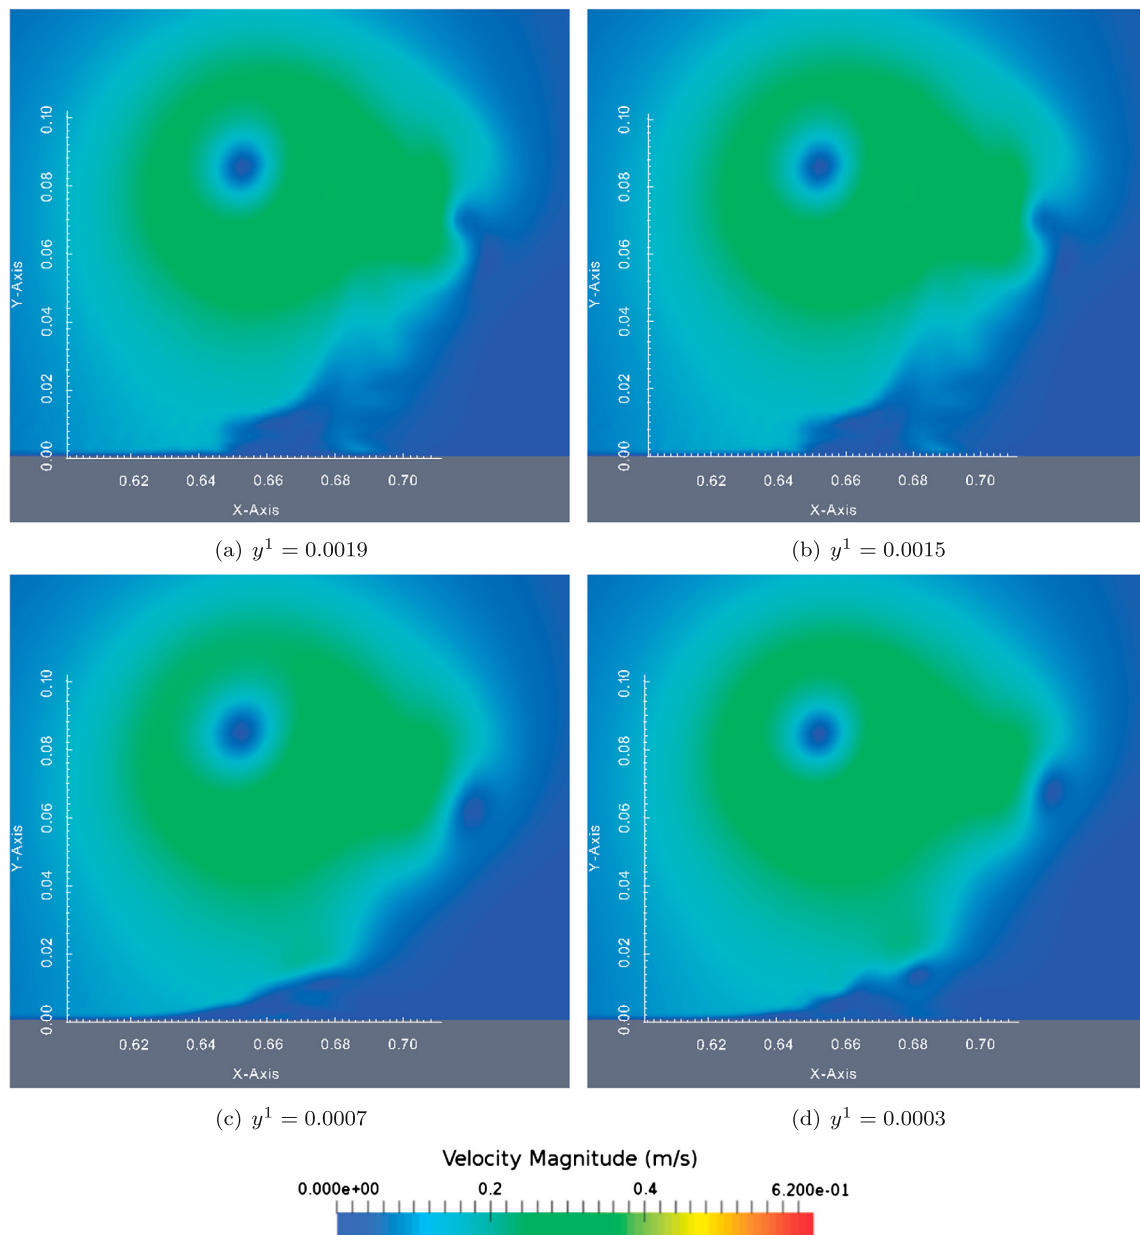 0.10 0.10
0.08 0.08
0.06 0.06
Y-Axis Y-Axis
0.04 0.04
0.02 0.02
0.00 0.00
0.62 0.64 0.66 0.68 0.70 0.62 0.64 0.66 0.68 0.70
X-Axis X-Axis
(a) y¹ = 0.0019 (b) y¹ = 0.0015
0.10 0.10
0.08 0.08
0.06 0.06
Y-Axis Y-Axis
0.04 0.04
0.02 0.02
0.00 0.00
0.62 0.64 0.66 0.68 0.70 0.62 0.64 0.66 0.68 0.70
X-Axis X-Axis
(c) y¹ = 0.0007 (d) y¹ = 0.0003
Velocity Magnitude (m/s)
0.000e+00 0.2 0.4 6.200e-01